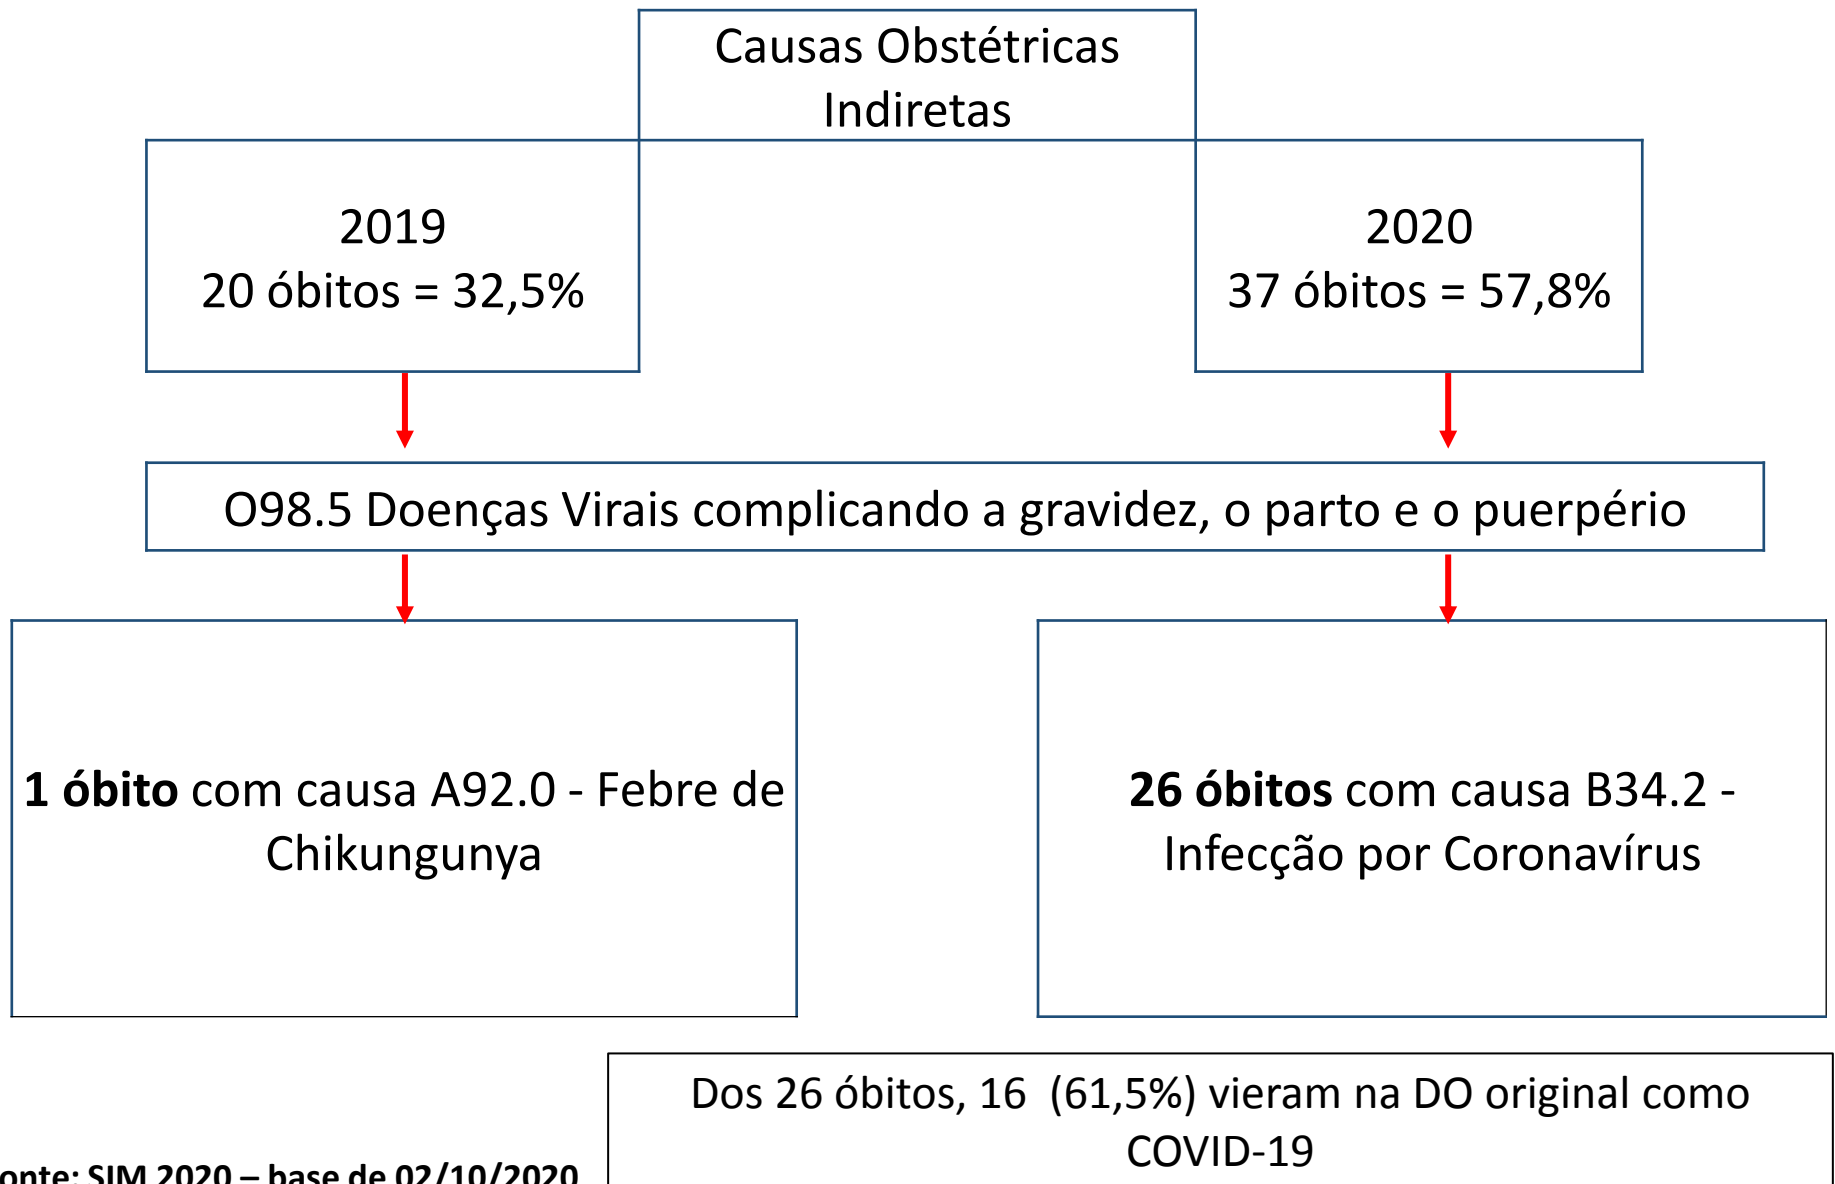 Causas Obstétricas
Indiretas
2019
20 óbitos = 32,5%
2020
37 óbitos = 57,8%
O98.5 Doenças Virais complicando a gravidez, o parto e o puerpério
1 óbito com causa A92.0 - Febre de
Chikungunya
26 óbitos com causa B34.2 -
Infecção por Coronavírus
Dos 26 óbitos, 16 (61,5%) vieram na DO original como
COVID-19
onte: SIM 2020 – base de 02/10/2020